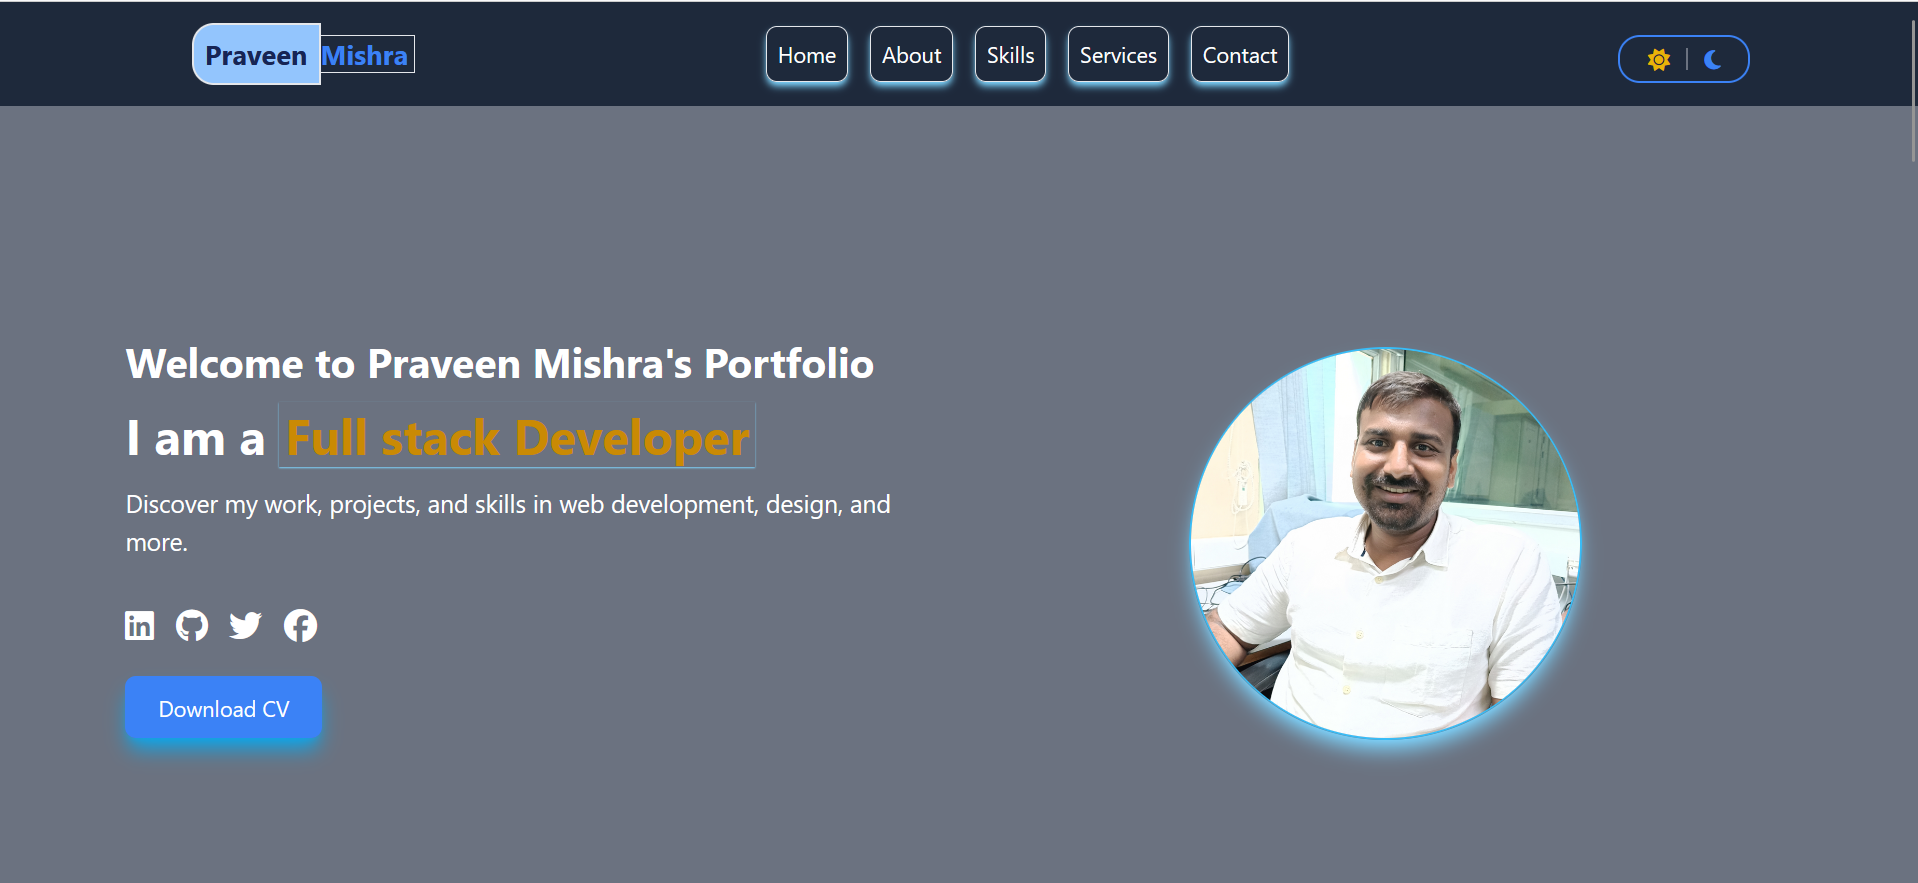 Praveen Mishra
Home About Skills Services Contact
Welcome to Praveen Mishra's Portfolio
I am a Full stack Developer
Discover my work, projects, and skills in web development, design, and
more.
Download CV